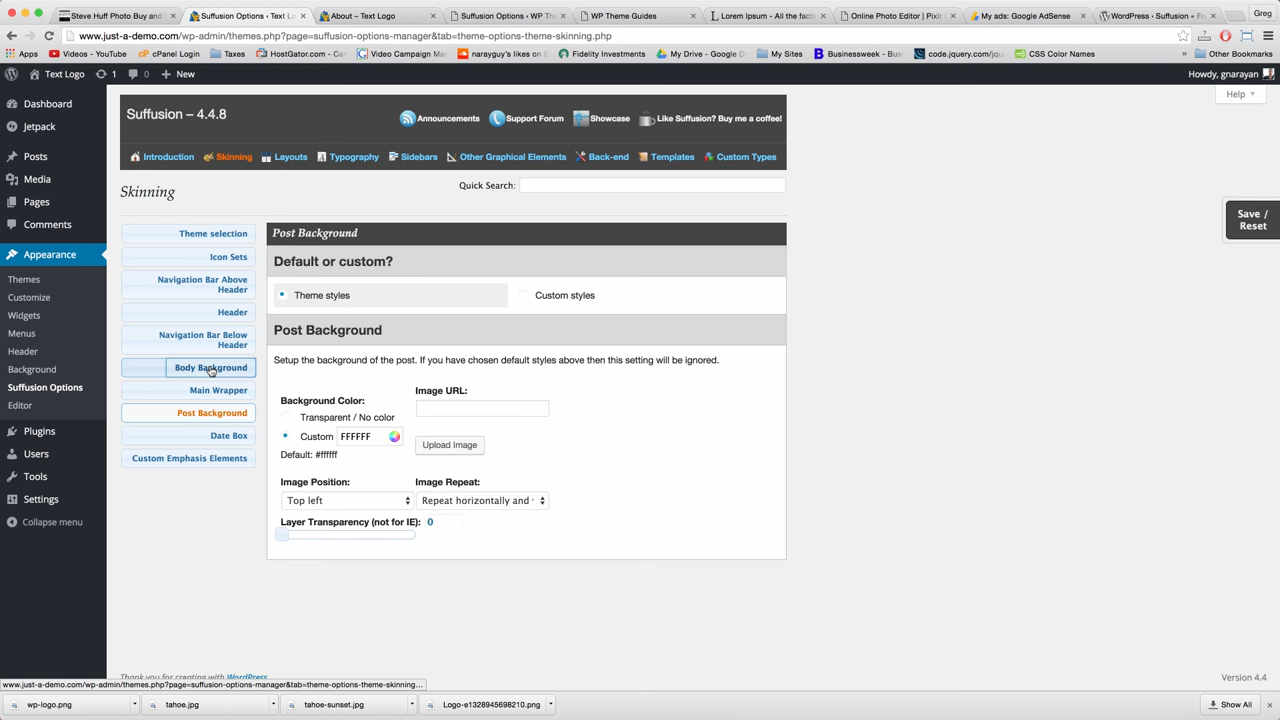 Steve Huff Photo Buy and
Suffusion Options ‹ Text Lo
About – Text Logo
Suffusion Options – WP Th
WP Theme Guides
Lorem Ipsum - All the facts
Online Photo Editor | Pixlr
My ads: Google AdSense
WordPress › Suffusion « Fre
Greg
www.just-a-demo.com/wp-admin/themes.php?page=suffusion-options-manager&tab=theme-options-theme-skinning.php
Apps
Videos - YouTube
cPanel Login
Taxes
HostGator.com
Video Campaign Ma
narayguy's likes on S
Fidelity Investments
My Drive - Google D
My Sites
Businessweek - Busi
code.jquery.com/jqu
CSS Color Names
»
Other Bookmarks
Text Logo
1
0
New
Howdy, gnarayan
Help
Dashboard
Jetpack
Posts
Media
Pages
Comments
Appearance
Themes
Customize
Widgets
Menus
Header
Background
Suffusion Options
Editor
Plugins
Users
Tools
Settings
Collapse menu
Suffusion – 4.4.8
Announcements
Support Forum
Showcase
Like Suffusion? Buy me a coffee!
Introduction
Skinning
Layouts
Typography
Sidebars
Other Graphical Elements
Back-end
Templates
Custom Types
Skinning
Quick Search:
Save /
Reset
Theme selection
Icon Sets
Navigation Bar Above
Header
Header
Navigation Bar Below
Header
Body Background
Main Wrapper
Post Background
Date Box
Custom Emphasis Elements
Post Background
Default or custom?
Theme styles
Custom styles
Post Background
Setup the background of the post. If you have chosen default styles above then this setting will be ignored.
Background Color:
Transparent / No color
Custom
FFFFFF
Default: #ffffff
Image URL:
Upload Image
Image Position:
Top left
Image Repeat:
Repeat horizontally and
Layer Transparency (not for IE): 0
Thank you for creating with WordPress
Version 4.4
www.just-a-demo.com/wp-admin/themes.php?page=suffusion-options-manager&tab=theme-options-theme-skinning...
wp-logo.png
tahoe.jpg
tahoe-sunset.jpg
Logo-e1328945698210.png
Show All